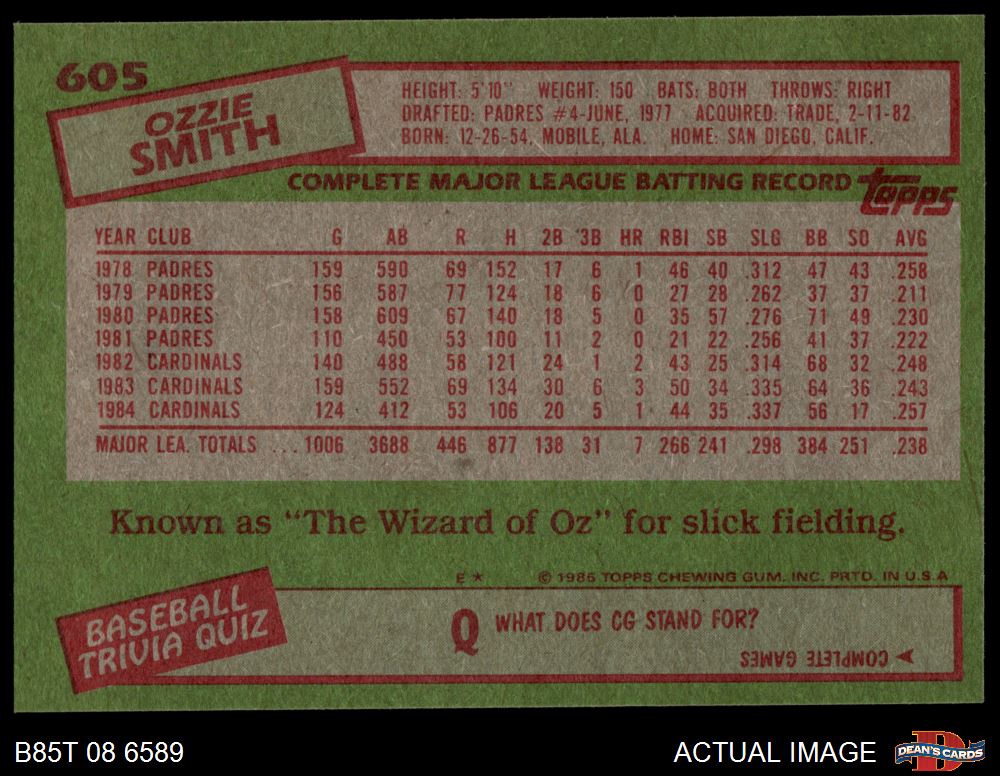 605
OZZIE
SMITH
HEIGHT: 5'10" WEIGHT: 150 BATS: BOTH THROWS: RIGHT
DRAFTED: PADRES #4-JUNE, 1977 ACQUIRED: TRADE, 2-11-82
BORN: 12-26-54, MOBILE, ALA. HOME: SAN DIEGO, CALIF.
COMPLETE MAJOR LEAGUE BATTING RECORD topps
YEAR CLUB G AB R H 2B 3B HR RBI SB SLG BB SO AVG
1978 PADRES 159 590 69 152 17 6 1 46 40 .312 47 43 .258
1979 PADRES 156 587 77 124 18 6 0 27 28 .262 37 37 .211
1980 PADRES 158 609 67 140 18 5 0 35 57 .276 71 49 .230
1981 PADRES 110 450 53 100 11 2 0 21 22 .256 41 37 .222
1982 CARDINALS 140 488 58 121 24 1 2 43 25 .314 68 32 .248
1983 CARDINALS 159 552 69 134 30 6 3 50 34 .335 64 36 .243
1984 CARDINALS 124 412 53 106 20 5 1 44 35 .337 56 17 .257
MAJOR LEA. TOTALS ... 1006 3688 446 877 138 31 7 266 241 .298 384 251 .238
Known as "The Wizard of Oz" for slick fielding.
E * © 1985 TOPPS CHEWING GUM. INC. PRTD. IN U.S.A
BASEBALL
TRIVIA QUIZ
Q WHAT DOES CG STAND FOR?
COMPLETE GAMES
B85T 08 6589
ACTUAL IMAGE
DEAN'S CARDS